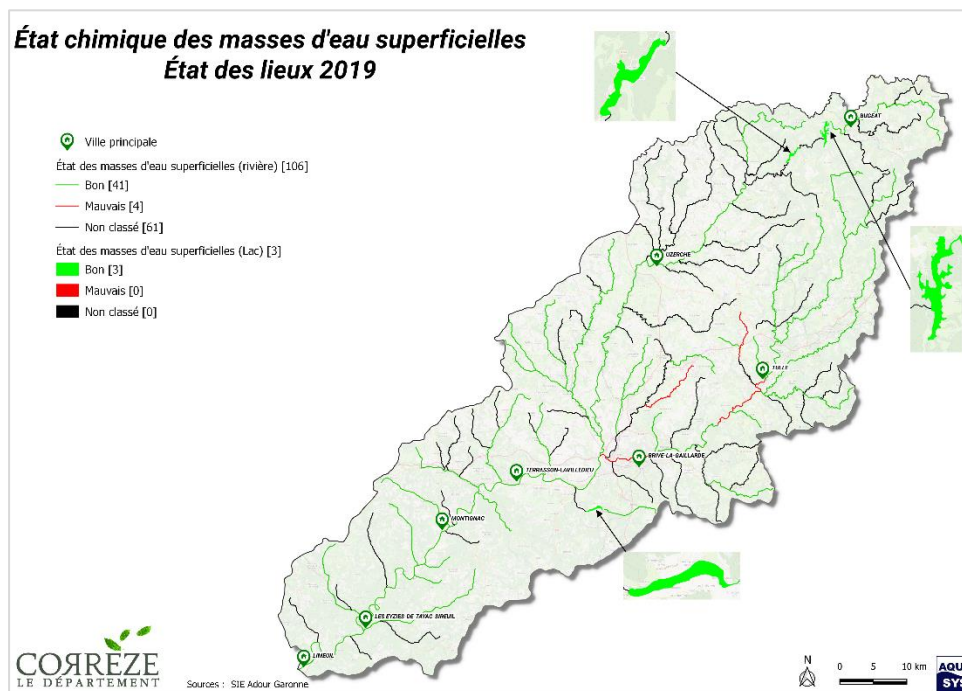 État chimique des masses d'eau superficielles
État des lieux 2019
Ville principale
État des masses d'eau superficielles (rivière) [106]
Bon [41]
Mauvais [4]
Non classé [61]
État des masses d'eau superficielles (Lac) [3]
Bon [3]
Mauvais [0]
Non classé [0]
BUGEAT
UZERCHE
TULLE
BRIVE-LA-GAILLARDE
TERRASSON-LAVILLEDIEU
MONTIGNAC
LES EYZIES DE TAYAC SIREUIL
LIMEUIL
CORRÈZE
LE DÉPARTEMENT
Sources : SIE Adour Garonne
N
0 5 10 km
AQU
SYS